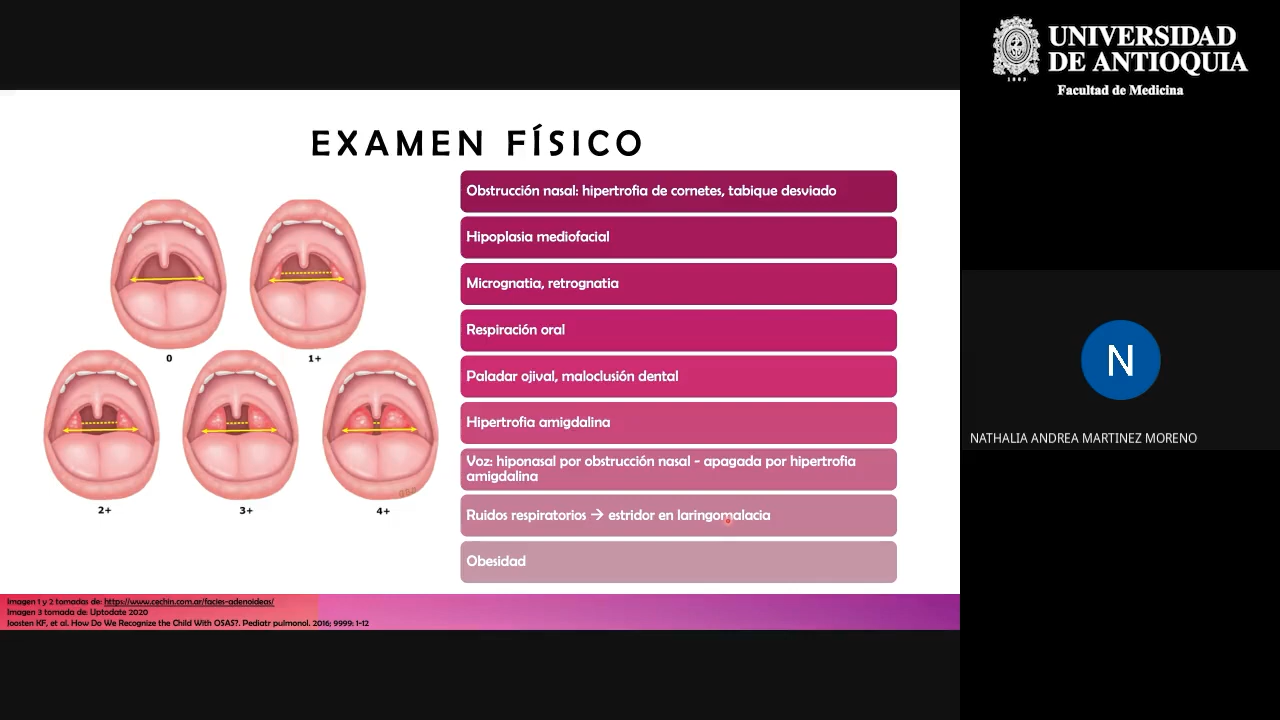 UNIVERSIDAD
DE ANTIOQUIA
1803
Facultad de Medicina
EXAMEN FÍSICO
Obstrucción nasal: hipertrofia de cornetes, tabique desviado
Hipoplasia mediofacial
Micrognatia, retrognatia
Respiración oral
Paladar ojival, maloclusión dental
Hipertrofia amigdalina
Voz: hiponasal por obstrucción nasal - apagada por hipertrofia
amigdalina
Ruidos respiratorios → estridor en laringomalacia
Obesidad
0
1+
2+
3+
4+
Imagen 1 y 2 tomadas de: https://www.cechin.com.ar/facies-adenoideas/
Imagen 3 tomada de: Uptodate 2020
Joosten KF, et al. How Do We Recognize the Child With OSAS?. Pediatr pulmonol. 2016; 9999: 1-12
N
NATHALIA ANDREA MARTINEZ MORENO